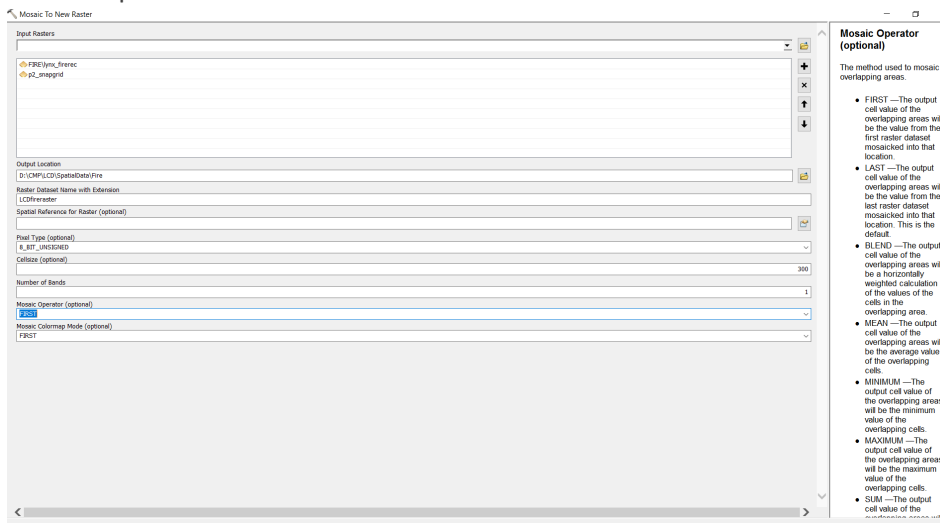 Mosaic To New Raster
Input Rasters
FIRE\lynx_firerec
p2_snapgrid
Output Location
D:\CMP\LCD\SpatialData\Fire
Raster Dataset Name with Extension
LCDfireraster
Spatial Reference for Raster (optional)
Pixel Type (optional)
8_BIT_UNSIGNED
Cellsize (optional)
300
Number of Bands
1
Mosaic Operator (optional)
FIRST
Mosaic Colormap Mode (optional)
FIRST
Mosaic Operator
(optional)
The method used to mosaic
overlapping areas.
• FIRST —The output
cell value of the
overlapping areas wil
be the value from the
first raster dataset
mosaicked into that
location.
• LAST —The output
cell value of the
overlapping areas wil
be the value from the
last raster dataset
mosaicked into that
location. This is the
default.
• BLEND —The output
cell value of the
overlapping areas wil
be a horizontally
weighted calculation
of the values of the
cells in the
overlapping area.
• MEAN —The output
cell value of the
overlapping areas wil
be the average value
of the overlapping
cells.
• MINIMUM —The
output cell value of
the overlapping areas
will be the minimum
value of the
overlapping cells.
• MAXIMUM —The
output cell value of
the overlapping areas
will be the maximum
value of the
overlapping cells.
• SUM —The output
cell value of the